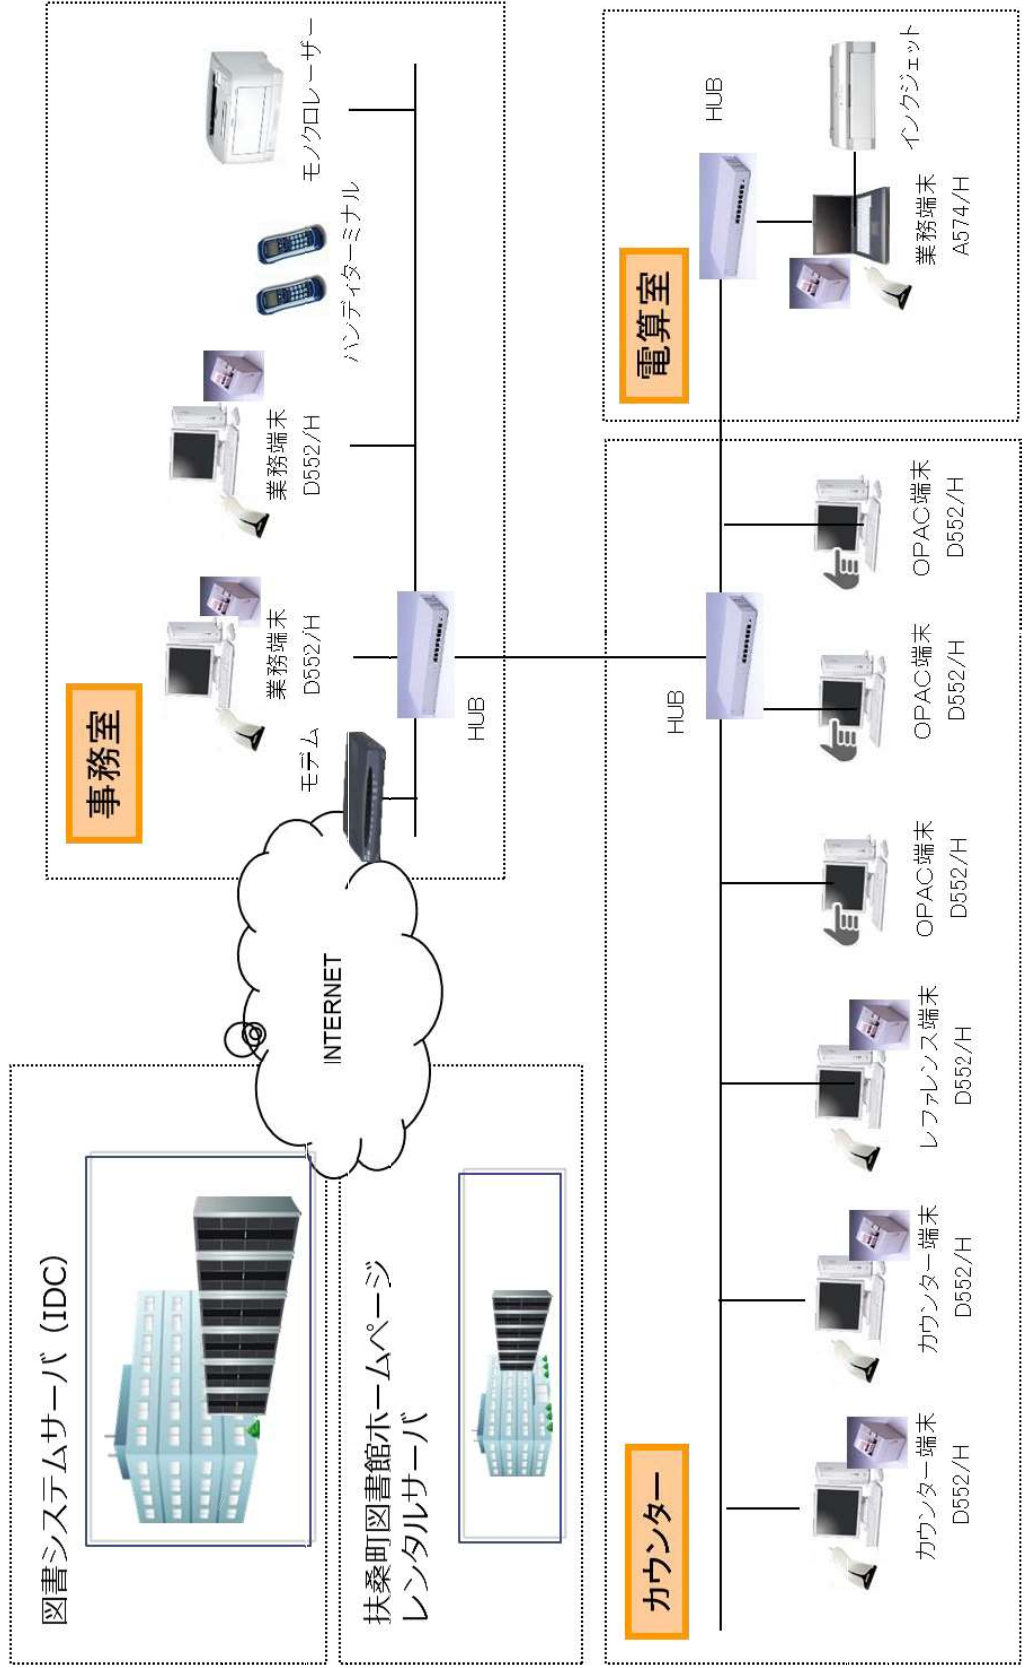 図書システムサーバ（IDC）
扶桑町図書館ホームページ
レンタルサーバ
INTERNET
事務室
モデム
業務端末
D552/H
業務端末
D552/H
ハンディターミナル
モノクロレーザー
HUB
カウンター
HUB
カウンター端末
D552/H
カウンター端末
D552/H
レファレンス端末
D552/H
OPAC端末
D552/H
OPAC端末
D552/H
OPAC端末
D552/H
電算室
HUB
業務端末
A574/H
インクジェット